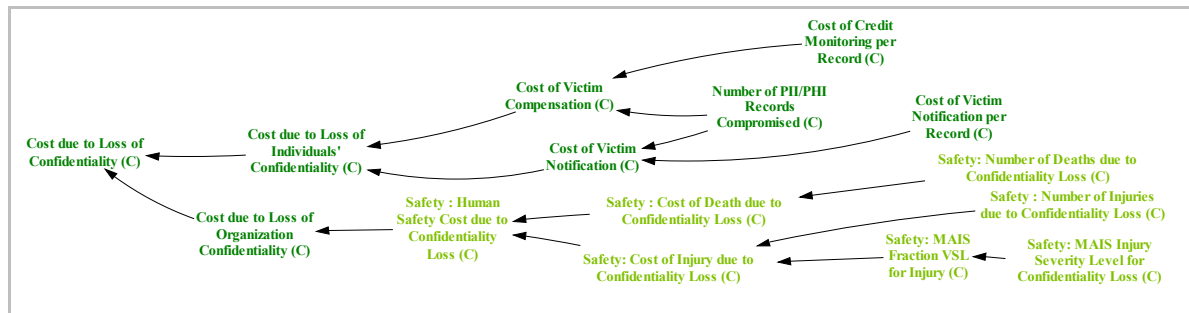 Cost of Credit
Monitoring per
Record (C)
Cost of Victim
Compensation (C)
Number of PII/PHI
Records
Compromised (C)
Cost of Victim
Notification per
Record (C)
Cost due to Loss of
Confidentiality (C)
Cost due to Loss of
Individuals'
Confidentiality (C)
Cost of Victim
Notification (C)
Safety: Number of Deaths due to
Confidentiality Loss (C)
Safety : Human
Safety Cost due to
Confidentiality
Loss (C)
Safety : Cost of Death due to
Confidentiality Loss (C)
Safety : Number of Injuries
due to Confidentiality Loss (C)
Cost due to Loss of
Organization
Confidentiality (C)
Safety: Cost of Injury due to
Confidentiality Loss (C)
Safety: MAIS
Fraction VSL
for Injury (C)
Safety: MAIS Injury
Severity Level for
Confidentiality Loss (C)